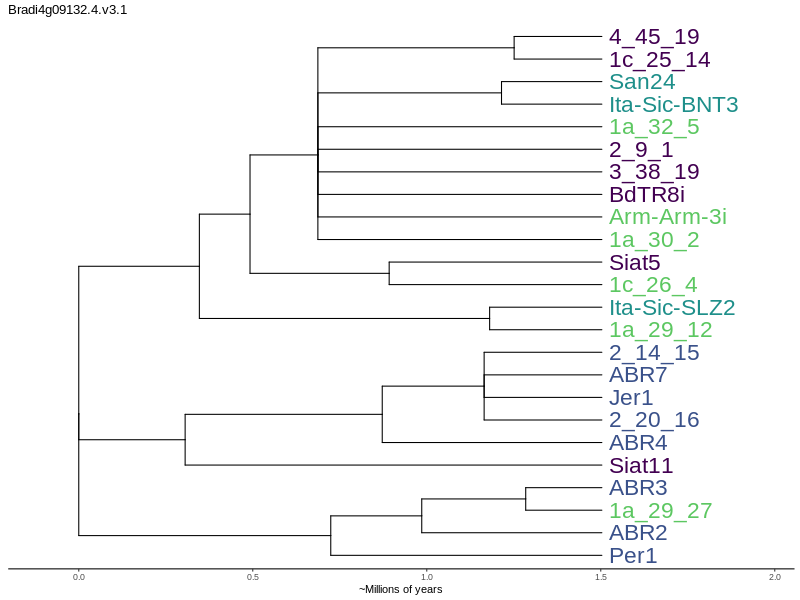 Bradi4g09132.4.v3.1
4_45_19
1c_25_14
San24
Ita-Sic-BNT3
1a_32_5
2_9_1
3_38_19
BdTR8i
Arm-Arm-3i
1a_30_2
Siat5
1c_26_4
Ita-Sic-SLZ2
1a_29_12
2_14_15
ABR7
Jer1
2_20_16
ABR4
Siat11
ABR3
1a_29_27
ABR2
Per1
0.0 0.5 1.0 1.5 2.0
~Millions of years